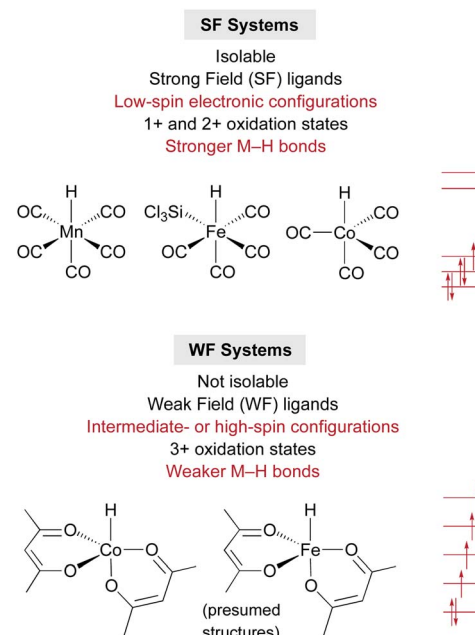 SF Systems
Isolable
Strong Field (SF) ligands
Low-spin electronic configurations
1+ and 2+ oxidation states
Stronger M–H bonds
H H H
OC CO Cl3Si CO CO
Mn Fe OC Co
OC CO OC CO CO
CO CO CO
WF Systems
Not isolable
Weak Field (WF) ligands
Intermediate- or high-spin configurations
3+ oxidation states
Weaker M–H bonds
H H
O O
Co O Fe O
O O
O O
(presumed
structures)